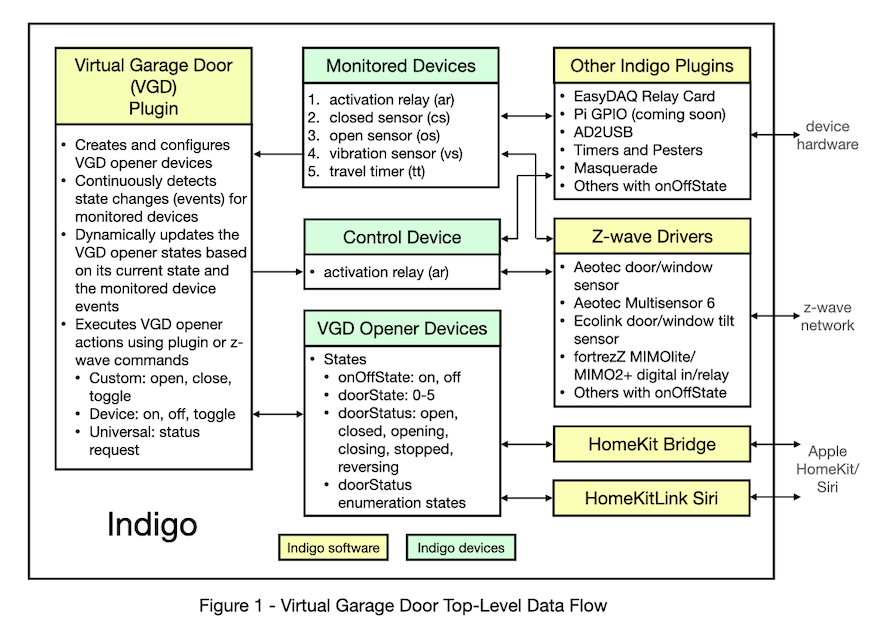 Virtual Garage Door
(VGD)
Plugin
• Creates and configures
VGD opener devices
• Continuously detects
state changes (events) for
monitored devices
• Dynamically updates the
VGD opener states based
on its current state and
the monitored device
events
• Executes VGD opener
actions using plugin or z-
wave commands
• Custom: open, close,
toggle
• Device: on, off, toggle
• Universal: status
request
Monitored Devices
1. activation relay (ar)
2. closed sensor (cs)
3. open sensor (os)
4. vibration sensor (vs)
5. travel timer (tt)
Control Device
• activation relay (ar)
VGD Opener Devices
• States
• onOffState: on, off
• doorState: 0-5
• doorStatus: open,
closed, opening,
closing, stopped,
reversing
• doorStatus
enumeration states
Other Indigo Plugins
• EasyDAQ Relay Card
• Pi GPIO (coming soon)
• AD2USB
• Timers and Pesters
• Masquerade
• Others with onOffState
Z-wave Drivers
• Aeotec door/window
sensor
• Aeotec Multisensor 6
• Ecolink door/window tilt
sensor
• fortrezZ MIMOlite/
MIMO2+ digital in/relay
• Others with onOffState
HomeKit Bridge
HomeKitLink Siri
device
hardware
z-wave
network
Apple
HomeKit/
Siri
Indigo
Indigo software
Indigo devices
Figure 1 - Virtual Garage Door Top-Level Data Flow